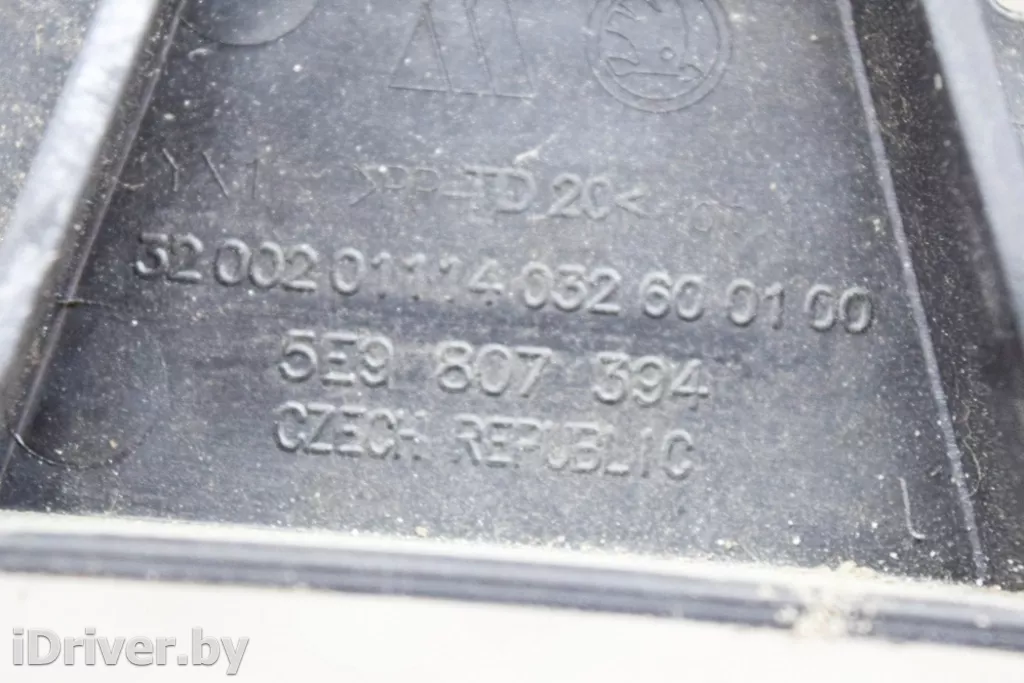 >PP-TD 20<
32 002 01114 032 60 01 00
5E9 807 394
CZECH REPUBLIC
iDriver.by